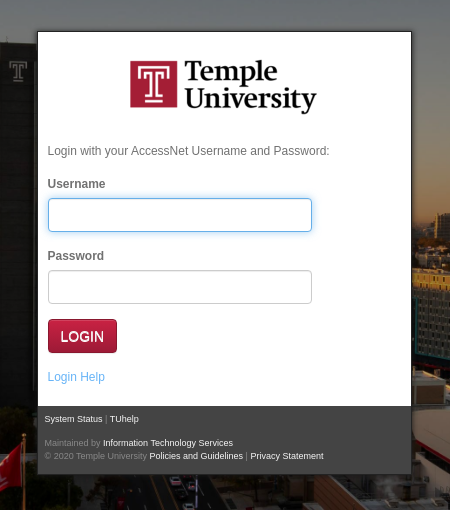 Temple
University
Login with your AccessNet Username and Password:
Username
Password
LOGIN
Login Help
System Status | TUhelp
Maintained by Information Technology Services
© 2020 Temple University Policies and Guidelines | Privacy Statement